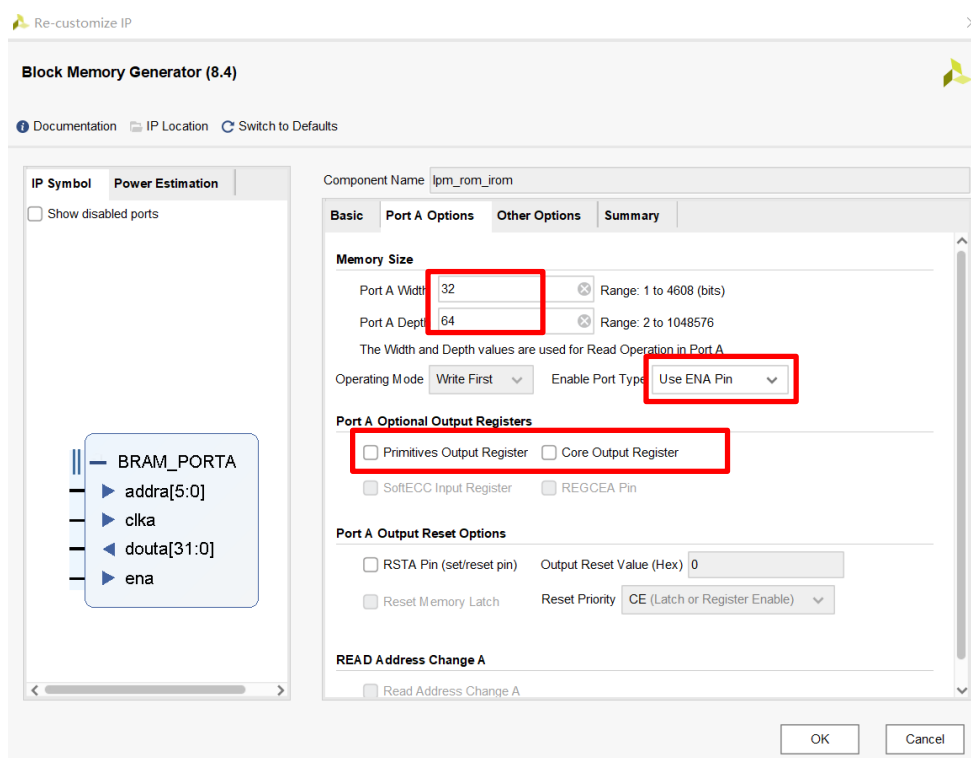 Re-customize IP
Block Memory Generator (8.4)
Documentation IP Location Switch to Defaults
IP Symbol Power Estimation
Show disabled ports
BRAM_PORTA
addra[5:0]
clka
douta[31:0]
ena
Component Name lpm_rom_irom
Basic Port A Options Other Options Summary
Memory Size
Port A Width 32 Range: 1 to 4608 (bits)
Port A Depth 64 Range: 2 to 1048576
The Width and Depth values are used for Read Operation in Port A
Operating Mode Write First Enable Port Type Use ENA Pin
Port A Optional Output Registers
Primitives Output Register Core Output Register
SoftECC Input Register REGCEA Pin
Port A Output Reset Options
RSTA Pin (set/reset pin) Output Reset Value (Hex) 0
Reset Memory Latch Reset Priority CE (Latch or Register Enable)
READ Address Change A
Read Address Change A
OK Cancel